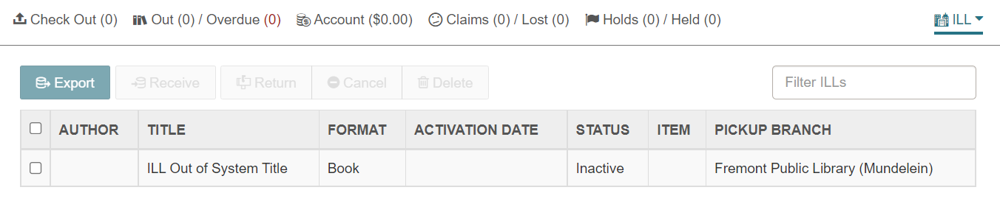 Check Out (0) Out (0) / Overdue (0) Account ($0.00) Claims (0) / Lost (0) Holds (0) / Held (0) ILL
Export Receive Return Cancel Delete Filter ILLs
AUTHOR TITLE FORMAT ACTIVATION DATE STATUS ITEM PICKUP BRANCH
ILL Out of System Title Book Inactive Fremont Public Library (Mundelein)